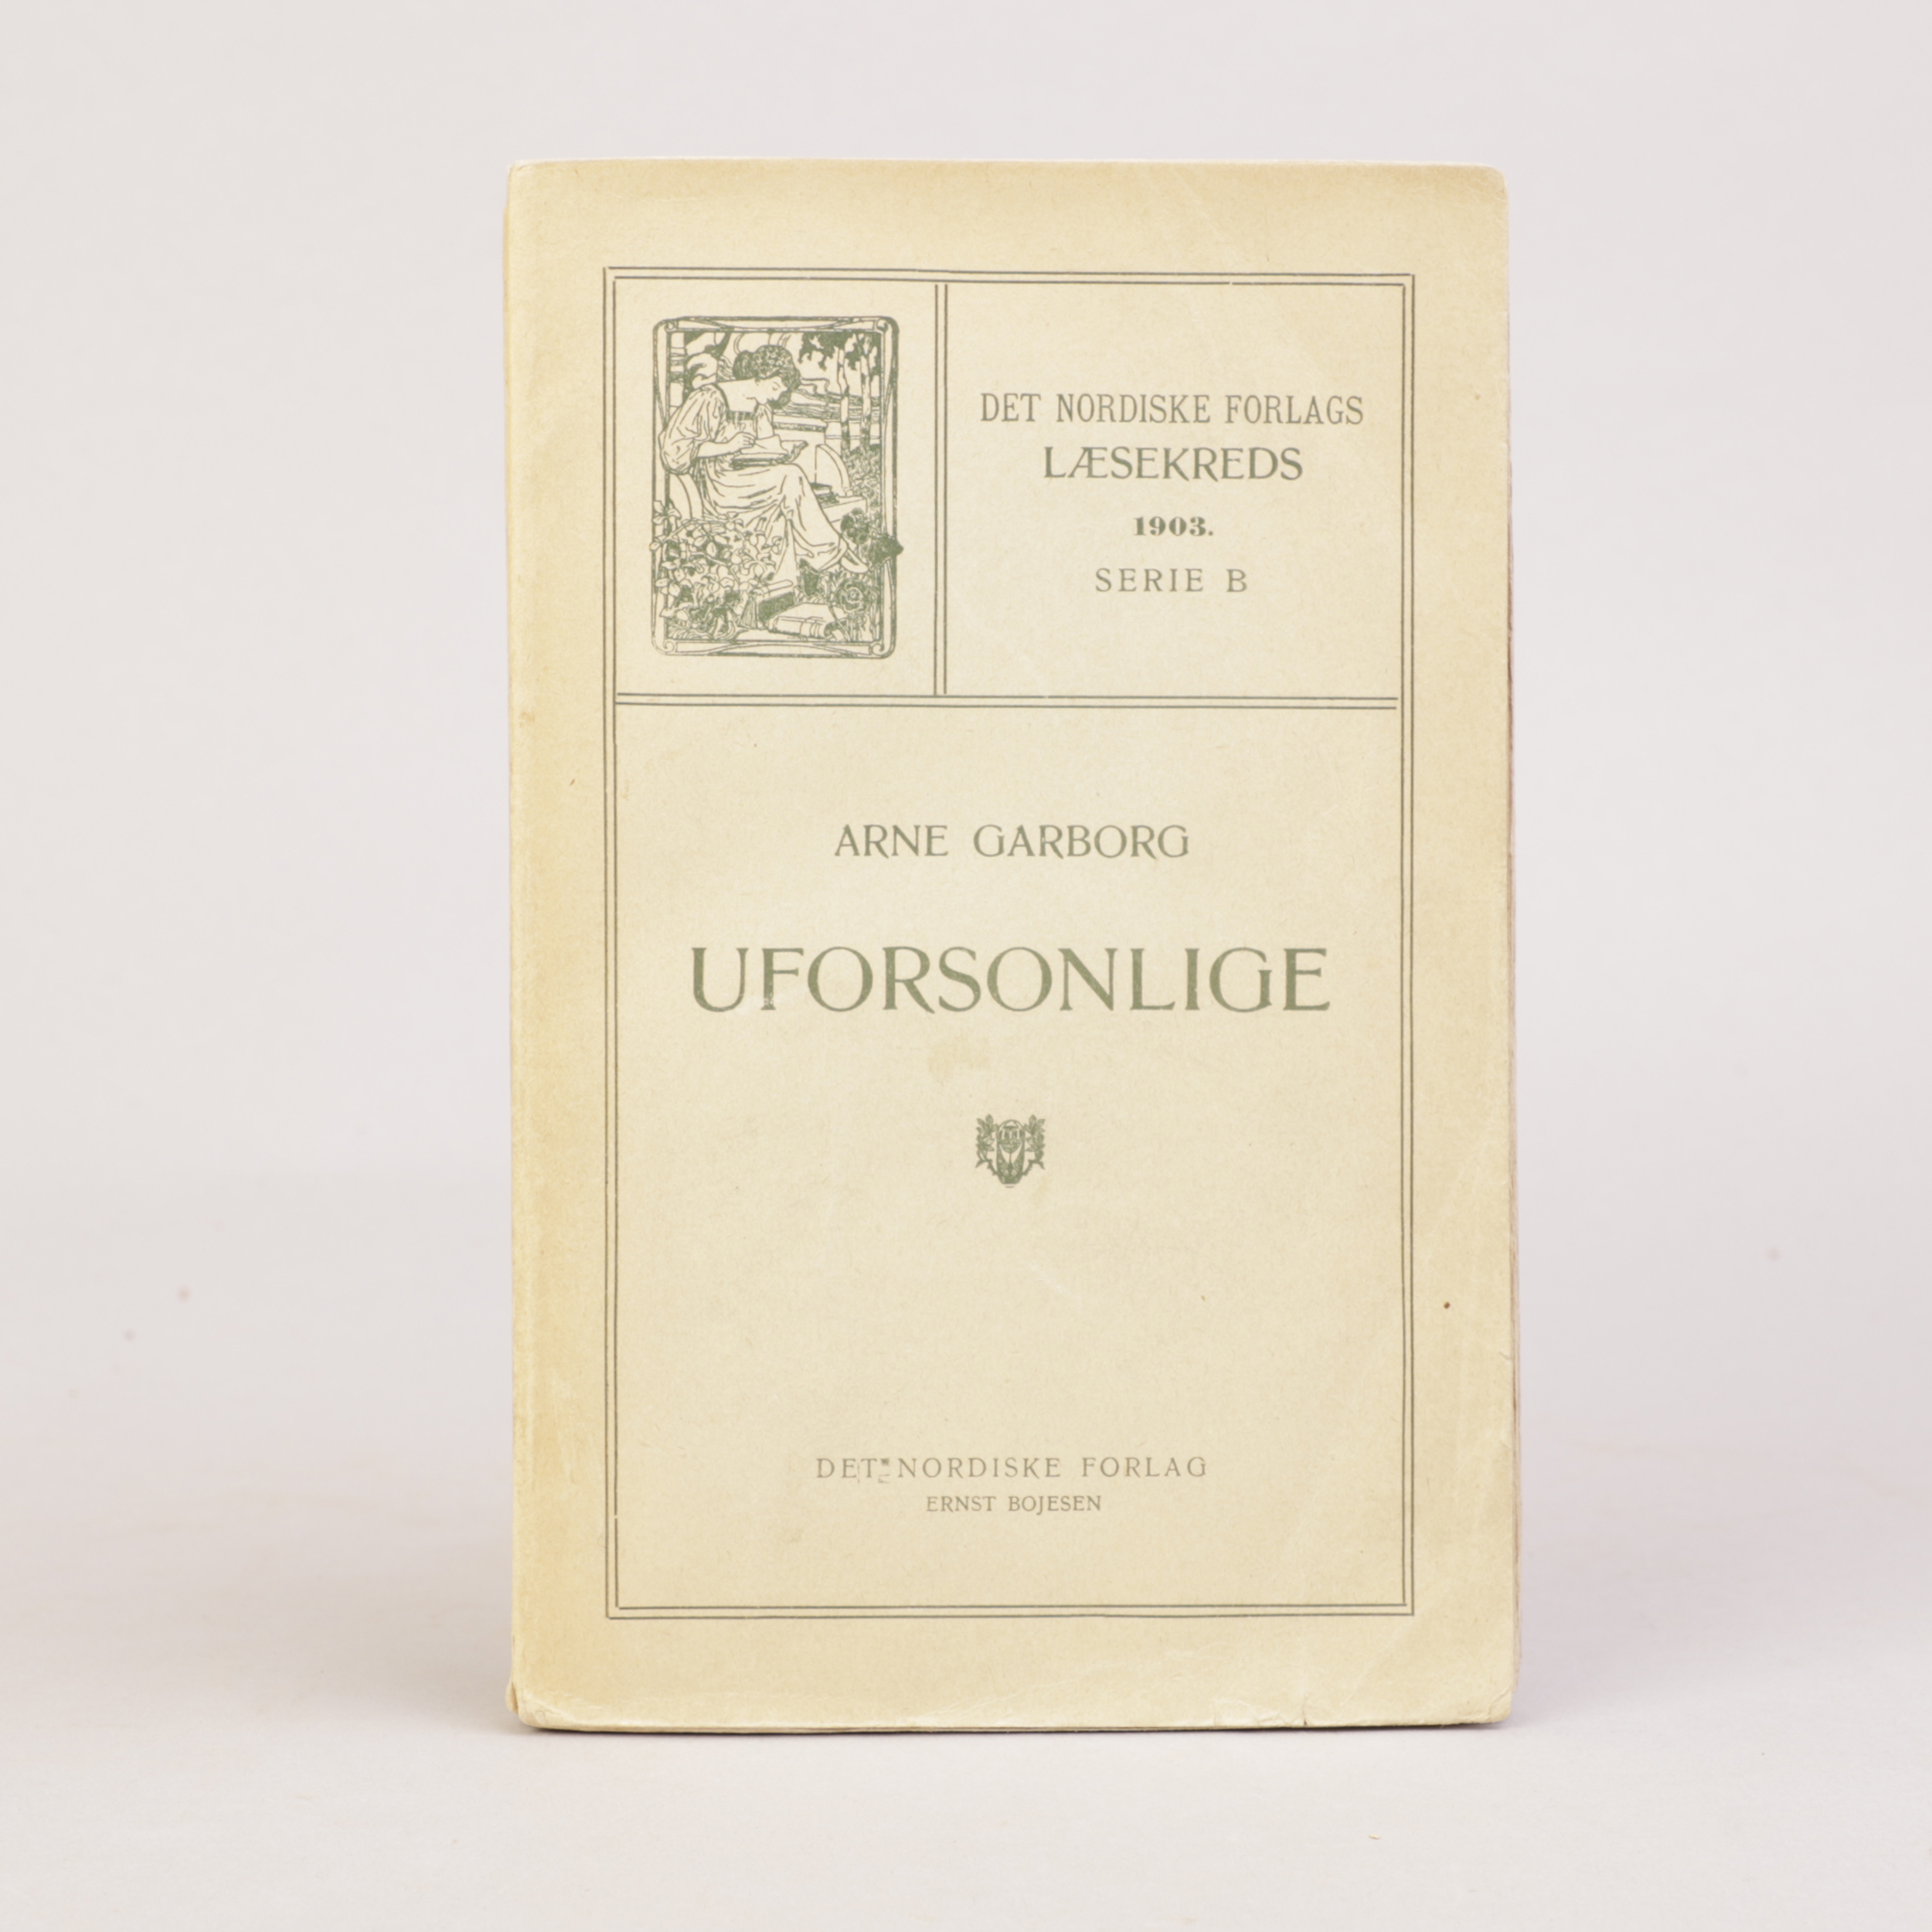 DET NORDISKE FORLAGS
LÆSEKREDS
1903.
SERIE B
ARNE GARBORG
UFORSONLIGE
DET NORDISKE FORLAG
ERNST BOJESEN